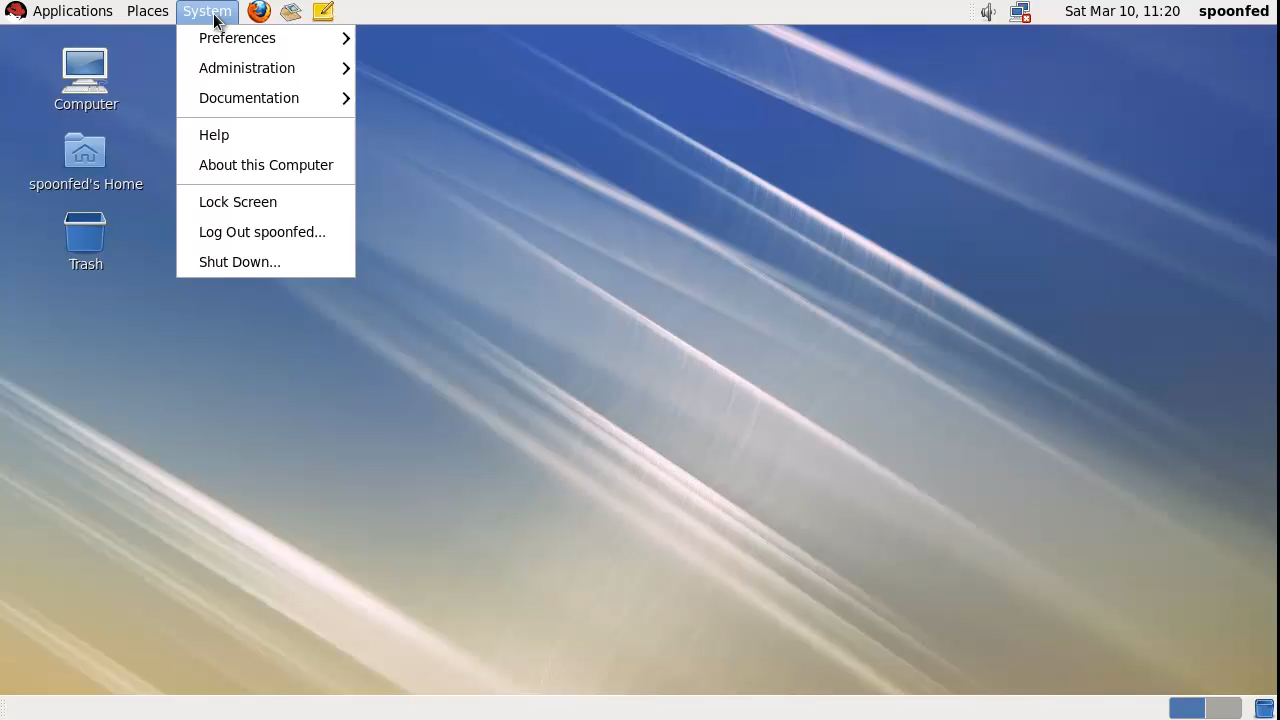 Applications Places System
Sat Mar 10, 11:20 spoonfed
Preferences
Administration
Documentation
Help
About this Computer
Lock Screen
Log Out spoonfed...
Shut Down...
Computer
spoonfed's Home
Trash